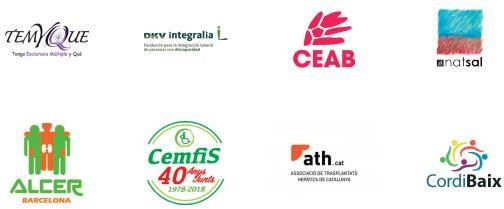 TEMYQUE
Tengo Esclerosis Múltiple y Qué
DKV integralia
Fundación para la integración laboral
de personal con discapacidad
CEAB
natsal
ALCER
BARCELONA
CemfiS
40 Anys
Junts
1978-2018
ath.cat
ASSOCIACIÓ DE TRASPLANTATS
HEPÀTICS DE CATALUNYA
CordiBaix